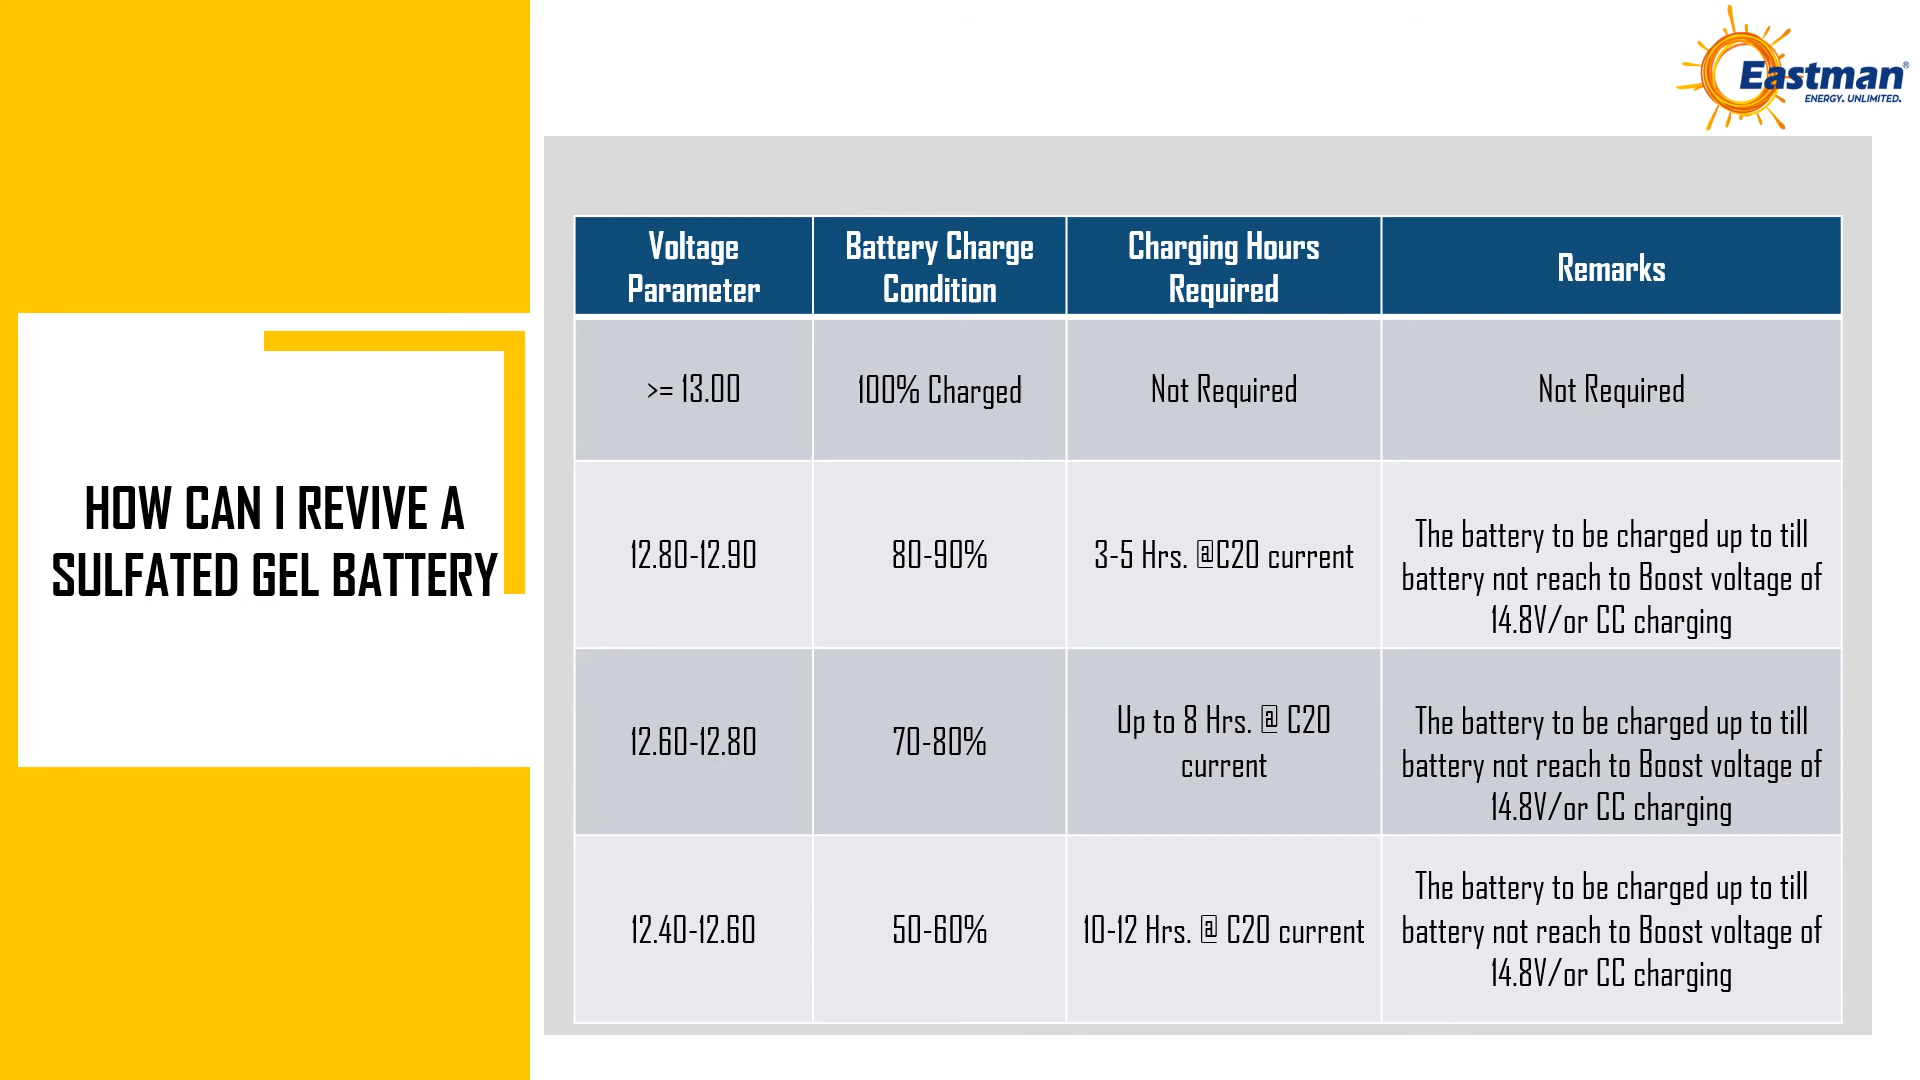 Eastman®
ENERGY. UNLIMITED.
HOW CAN I REVIVE A
SULFATED GEL BATTERY
Voltage
Parameter
Battery Charge
Condition
Charging Hours
Required
Remarks
>= 13.00
100% Charged
Not Required
Not Required
12.80-12.90
80-90%
3-5 Hrs. @C20 current
The battery to be charged up to till
battery not reach to Boost voltage of
14.8V/or CC charging
12.60-12.80
70-80%
Up to 8 Hrs. @ C20
current
The battery to be charged up to till
battery not reach to Boost voltage of
14.8V/or CC charging
12.40-12.60
50-60%
10-12 Hrs. @ C20 current
The battery to be charged up to till
battery not reach to Boost voltage of
14.8V/or CC charging